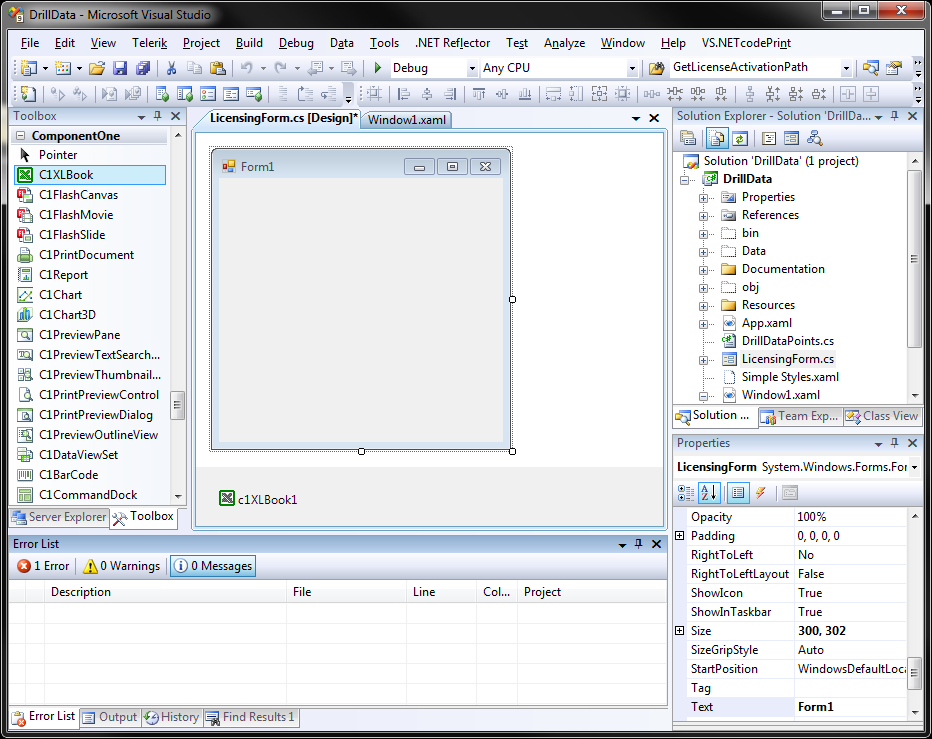 DrillData - Microsoft Visual Studio
File Edit View Telerik Project Build Debug Data Tools .NET Reflector Test Analyze Window Help VS.NETcodePrint
Debug Any CPU GetLicenseActivationPath
Toolbox
ComponentOne
Pointer
C1XLBook
C1FlashCanvas
C1FlashMovie
C1FlashSlide
C1PrintDocument
C1Report
C1Chart
C1Chart3D
C1PreviewPane
C1PreviewTextSearch...
C1PreviewThumbnail...
C1PrintPreviewControl
C1PrintPreviewDialog
C1PreviewOutlineView
C1DataViewSet
C1BarCode
C1CommandDock
Server Explorer Toolbox
LicensingForm.cs [Design]* Window1.xaml
Form1
c1XLBook1
Solution Explorer - Solution 'DrillDa...
Solution 'DrillData' (1 project)
DrillData
Properties
References
bin
Data
Documentation
obj
Resources
App.xaml
DrillDataPoints.cs
LicensingForm.cs
Simple Styles.xaml
Window1.xaml
Solution ... Team Exp... Class View
Properties
LicensingForm System.Windows.Forms.For
Opacity 100%
Padding 0, 0, 0, 0
RightToLeft No
RightToLeftLayout False
ShowIcon True
ShowInTaskbar True
Size 300, 302
SizeGripStyle Auto
StartPosition WindowsDefaultLoca
Tag
Text Form1
Error List
1 Error 0 Warnings 0 Messages
Description File Line Col... Project
Error List Output History Find Results 1